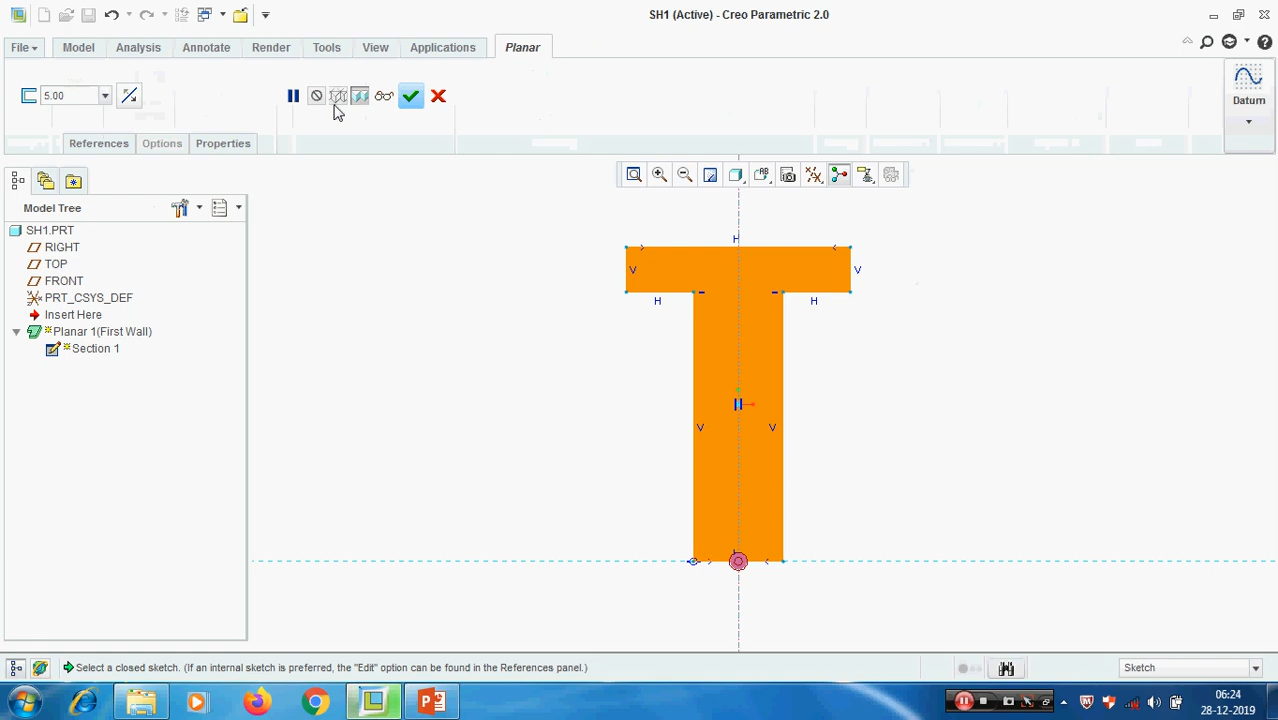 SH1 (Active) - Creo Parametric 2.0
File Model Analysis Annotate Render Tools View Applications Planar
5.00
Datum
References Options Properties
Model Tree
SH1.PRT
RIGHT
TOP
FRONT
PRT_CSYS_DEF
Insert Here
Planar 1(First Wall)
Section 1
H
V V
H H
V V
Select a closed sketch. (If an internal sketch is preferred, the "Edit" option can be found in the References panel.)
Sketch
06:24
28-12-2019